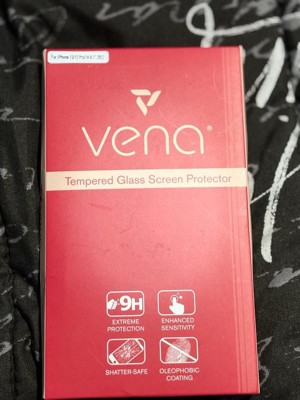 vena®
Tempered Glass Screen Protector
9H
EXTREME
PROTECTION
ENHANCED
SENSITIVITY
SHATTER-SAFE
OLEOPHOBIC
COATING